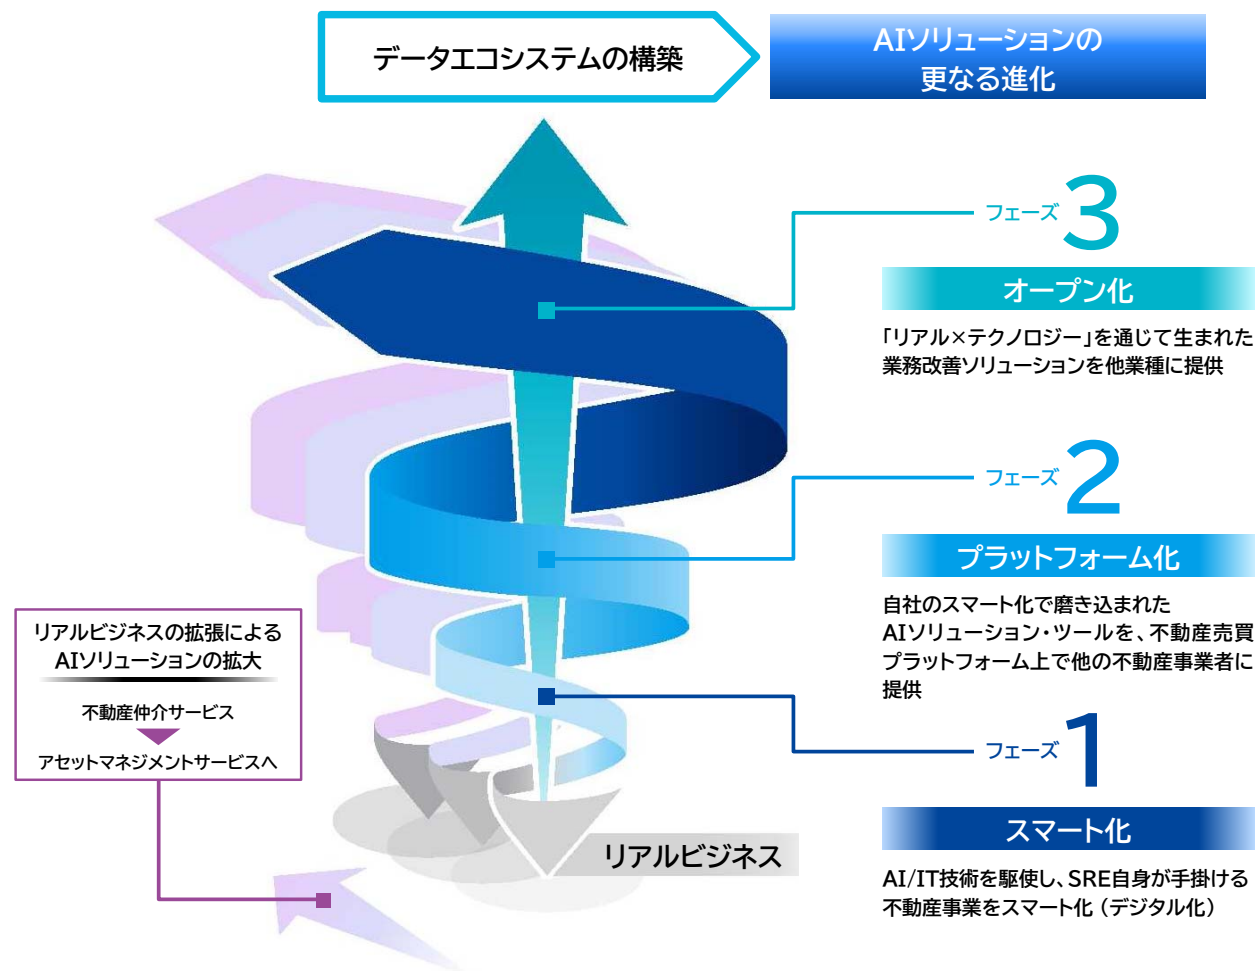 データエコシステムの構築
AIソリューションの
更なる進化
フェーズ 3
オープン化
「リアル×テクノロジー」を通じて生まれた
業務改善ソリューションを他業種に提供
フェーズ 2
プラットフォーム化
自社のスマート化で磨き込まれた
AIソリューション・ツールを、不動産売買
プラットフォーム上で他の不動産事業者に
提供
リアルビジネスの拡張による
AIソリューションの拡大
不動産仲介サービス
アセットマネジメントサービスへ
フェーズ 1
スマート化
AI/IT技術を駆使し、SRE自身が手掛ける
不動産事業をスマート化（デジタル化）
リアルビジネス